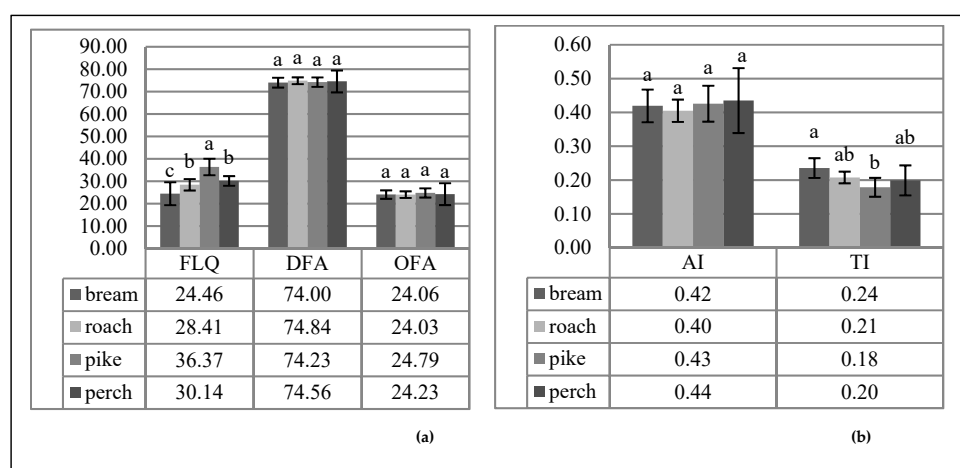 90.00
80.00
70.00
60.00
50.00
40.00
30.00
20.00
10.00
0.00
c b a b
a a a a
a a a a
FLQ DFA OFA
bream 24.46 74.00 24.06
roach 28.41 74.84 24.03
pike 36.37 74.23 24.79
perch 30.14 74.56 24.23
(a)
0.60
0.50
0.40
0.30
0.20
0.10
0.00
a a a a
a ab b ab
AI TI
bream 0.42 0.24
roach 0.40 0.21
pike 0.43 0.18
perch 0.44 0.20
(b)